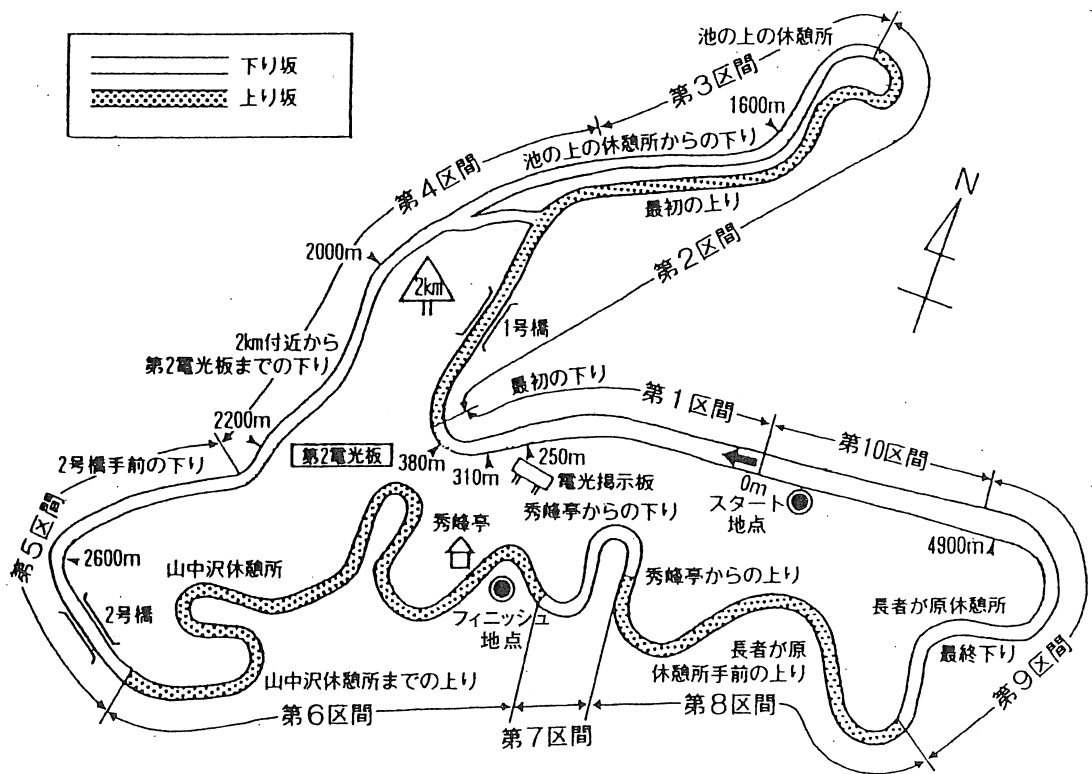 下り坂
上り坂
池の上の休憩所
第3区間
1600m
池の上の休憩所からの下り
第4区間
最初の上り
第2区間
N
2000m
2km
1号橋
2km付近から
第2電光板までの下り
最初の下り
第1区間
2200m
第10区間
2号橋手前の下り
第2電光板
380m
310m
250m
電光掲示板
0m
スタート
地点
4900m
秀峰亭からの下り
秀峰亭
第5区間
2600m
山中沢休憩所
秀峰亭からの上り
長者が原休憩所
2号橋
フィニッシュ
地点
最終下り
長者が原
休憩所手前の上り
山中沢休憩所までの上り
第9区間
第6区間
第7区間
第8区間